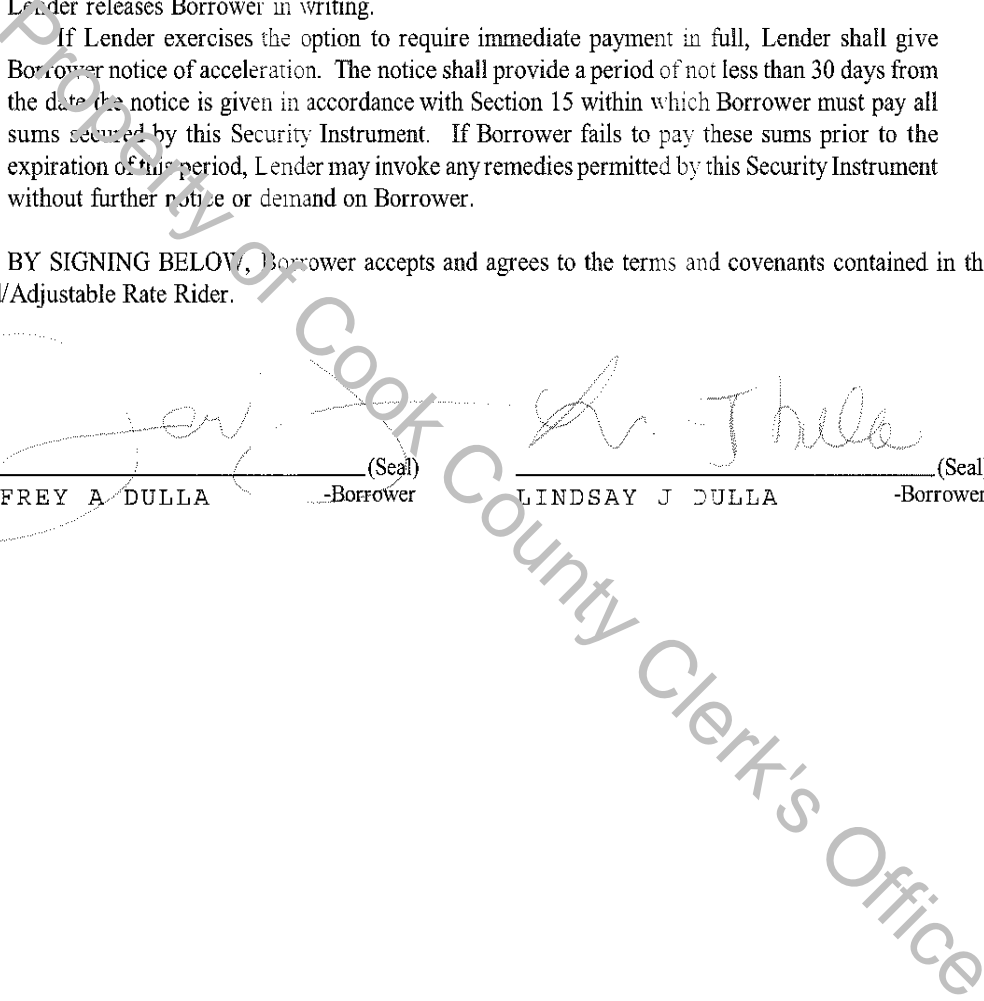 Lender releases Borrower in writing.
If Lender exercises the option to require immediate payment in full, Lender shall give
Borrower notice of acceleration. The notice shall provide a period of not less than 30 days from
the date the notice is given in accordance with Section 15 within which Borrower must pay all
sums secured by this Security Instrument. If Borrower fails to pay these sums prior to the
expiration of this period, Lender may invoke any remedies permitted by this Security Instrument
without further notice or demand on Borrower.
BY SIGNING BELOW, Borrower accepts and agrees to the terms and covenants contained in th
/Adjustable Rate Rider.
(Seal) (Seal)
FREY A DULLA -Borrower LINDSAY J DULLA -Borrower
Property of Cook County Clerk's Office